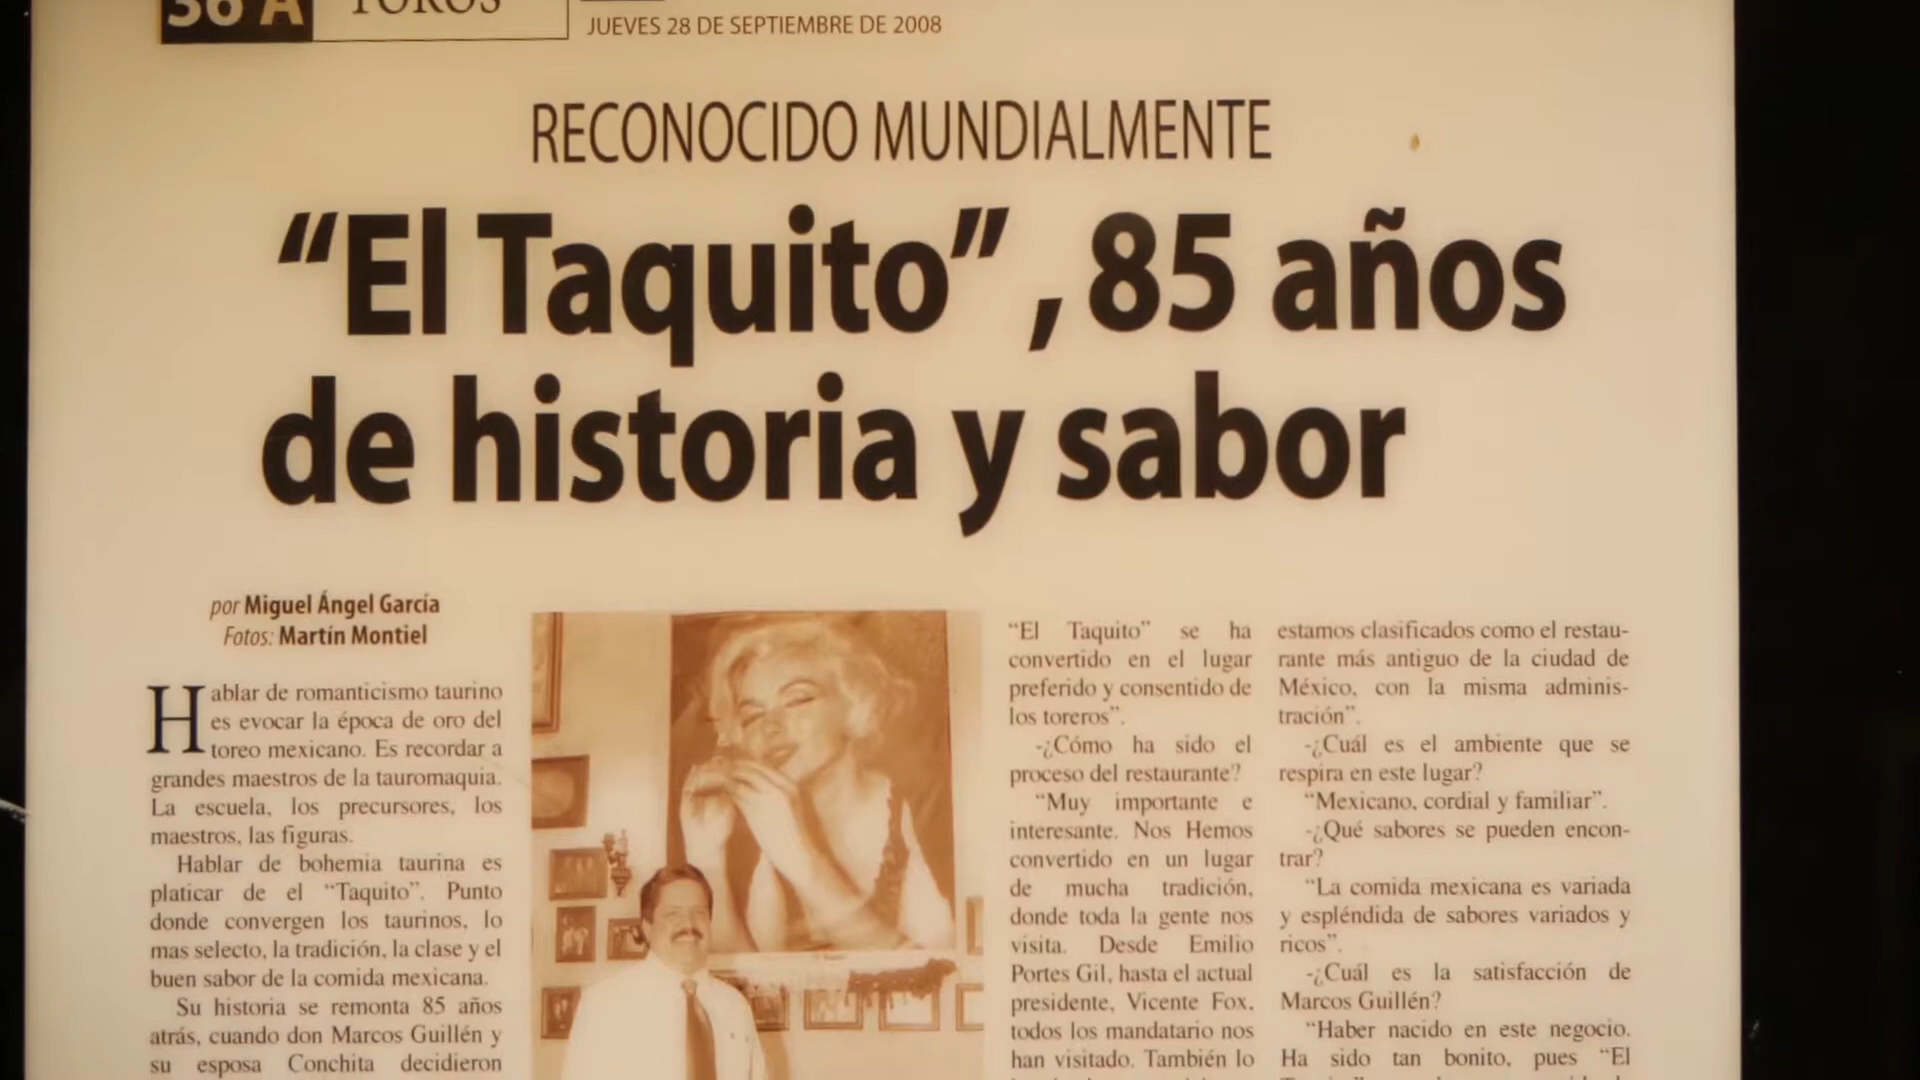 36 A TOROS
JUEVES 28 DE SEPTIEMBRE DE 2008
RECONOCIDO MUNDIALMENTE
“El Taquito”, 85 años
de historia y sabor
por Miguel Ángel García
Fotos: Martín Montiel
Hablar de romanticismo taurino
es evocar la época de oro del
toreo mexicano. Es recordar a
grandes maestros de la tauromaquia.
La escuela, los precursores, los
maestros, las figuras.
Hablar de bohemia taurina es
platicar de el “Taquito”. Punto
donde convergen los taurinos, lo
mas selecto, la tradición, la clase y el
buen sabor de la comida mexicana.
Su historia se remonta 85 años
atrás, cuando don Marcos Guillén y
su esposa Conchita decidieron
“El Taquito” se ha
convertido en el lugar
preferido y consentido de
los toreros”.
-¿Cómo ha sido el
proceso del restaurante?
“Muy importante e
interesante. Nos Hemos
convertido en un lugar
de mucha tradición,
donde toda la gente nos
visita. Desde Emilio
Portes Gil, hasta el actual
presidente, Vicente Fox,
todos los mandatario nos
han visitado. También lo
estamos clasificados como el restau-
rante más antiguo de la ciudad de
México, con la misma adminis-
tración”.
-¿Cuál es el ambiente que se
respira en este lugar?
“Mexicano, cordial y familiar”.
-¿Qué sabores se pueden encon-
trar?
“La comida mexicana es variada
y espléndida de sabores variados y
ricos”.
-¿Cuál es la satisfacción de
Marcos Guillén?
“Haber nacido en este negocio.
Ha sido tan bonito, pues “El